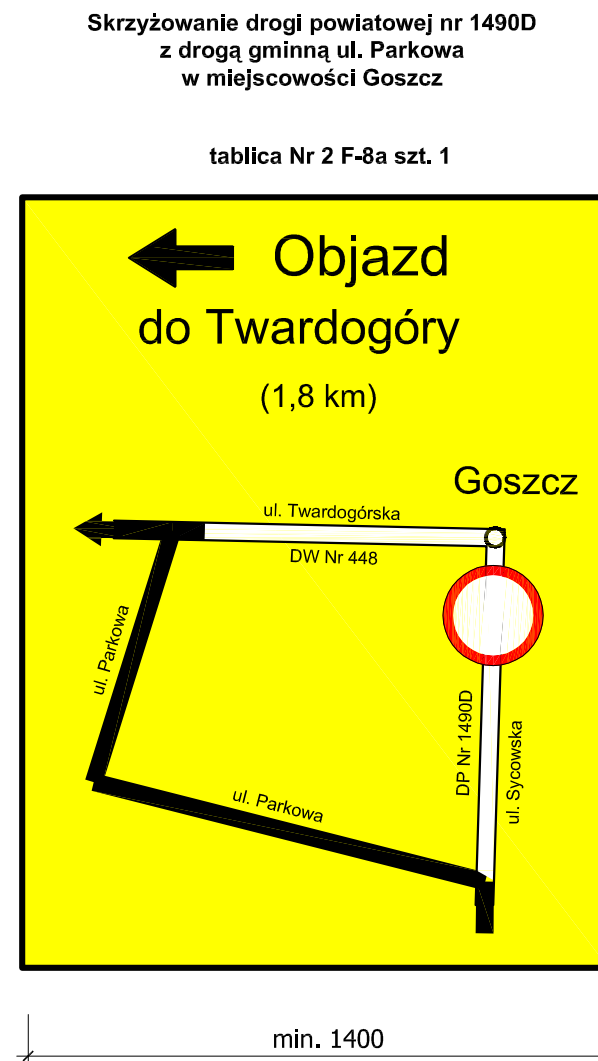 Skrzyżowanie drogi powiatowej nr 1490D
z drogą gminną ul. Parkowa
w miejscowości Goszcz
tablica Nr 2 F-8a szt. 1
Objazd
do Twardogóry
(1,8 km)
Goszcz
ul. Twardogórska
DW Nr 448
ul. Parkowa
DP Nr 1490D
ul. Sycowska
ul. Parkowa
min. 1400